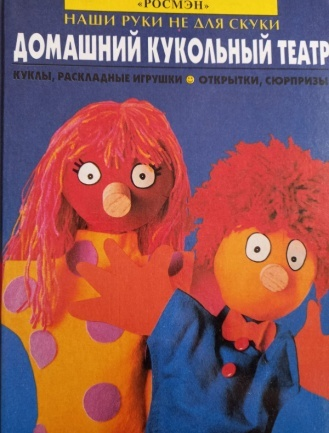 «РОСМЭН»
НАШИ РУКИ НЕ ДЛЯ СКУКИ
ДОМАШНИЙ КУКОЛЬНЫЙ ТЕАТР
КУКЛЫ, РАСКЛАДНЫЕ ИГРУШКИ ОТКРЫТКИ, СЮРПРИЗЫ